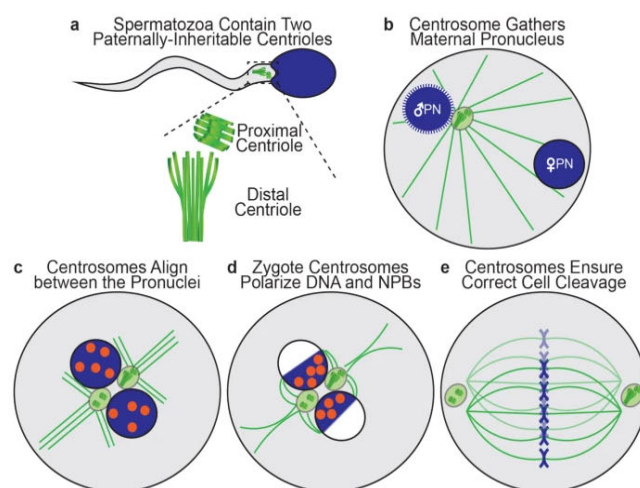 a Spermatozoa Contain Two
Paternally-Inheritable Centrioles
Proximal
Centriole
Distal
Centriole
b Centrosome Gathers
Maternal Pronucleus
♂PN
♀PN
c Centrosomes Align
between the Pronuclei
d Zygote Centrosomes
Polarize DNA and NPBs
e Centrosomes Ensure
Correct Cell Cleavage